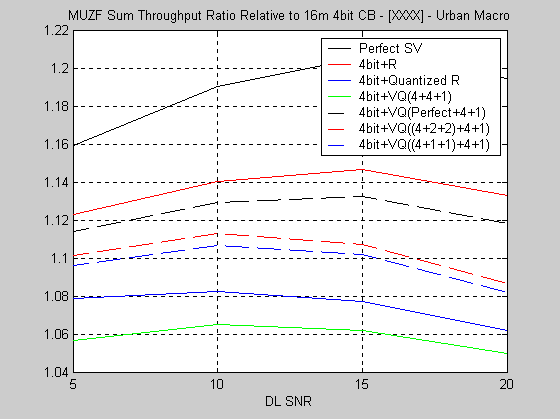 MUZF Sum Throughput Ratio Relative to 16m 4bit CB - [XXXX] - Urban Macro
1.22
1.2
1.18
1.16
1.14
1.12
1.1
1.08
1.06
1.04
Perfect SV
4bit+R
4bit+Quantized R
4bit+VQ(4+4+1)
4bit+VQ(Perfect+4+1)
4bit+VQ((4+2+2)+4+1)
4bit+VQ((4+1+1)+4+1)
5
10
15
20
DL SNR